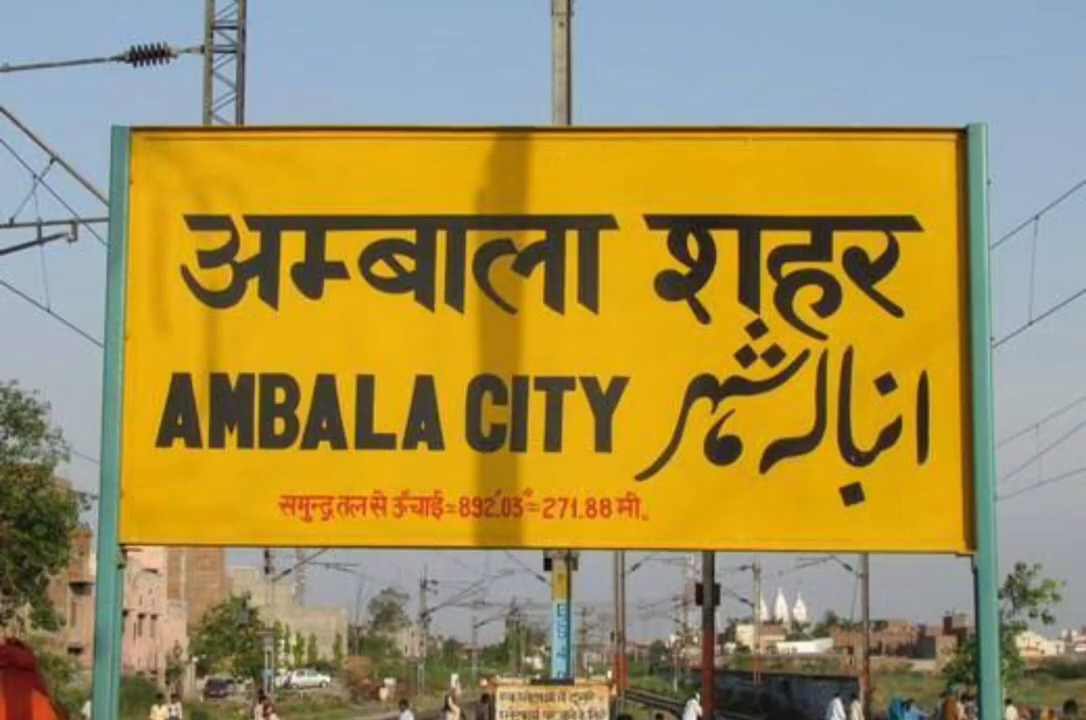 अम्बाला शहर
AMBALA CITY انبالہ شہر
समुन्द्र तल से ऊँचाई=892'.03"=271.88 मी.